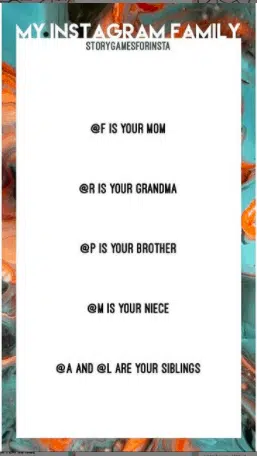 MY INSTAGRAM FAMILY
STORYGAMESFORINSTA
@F IS YOUR MOM
@R IS YOUR GRANDMA
@P IS YOUR BROTHER
@M IS YOUR NIECE
@A AND @L ARE YOUR SIBLINGS